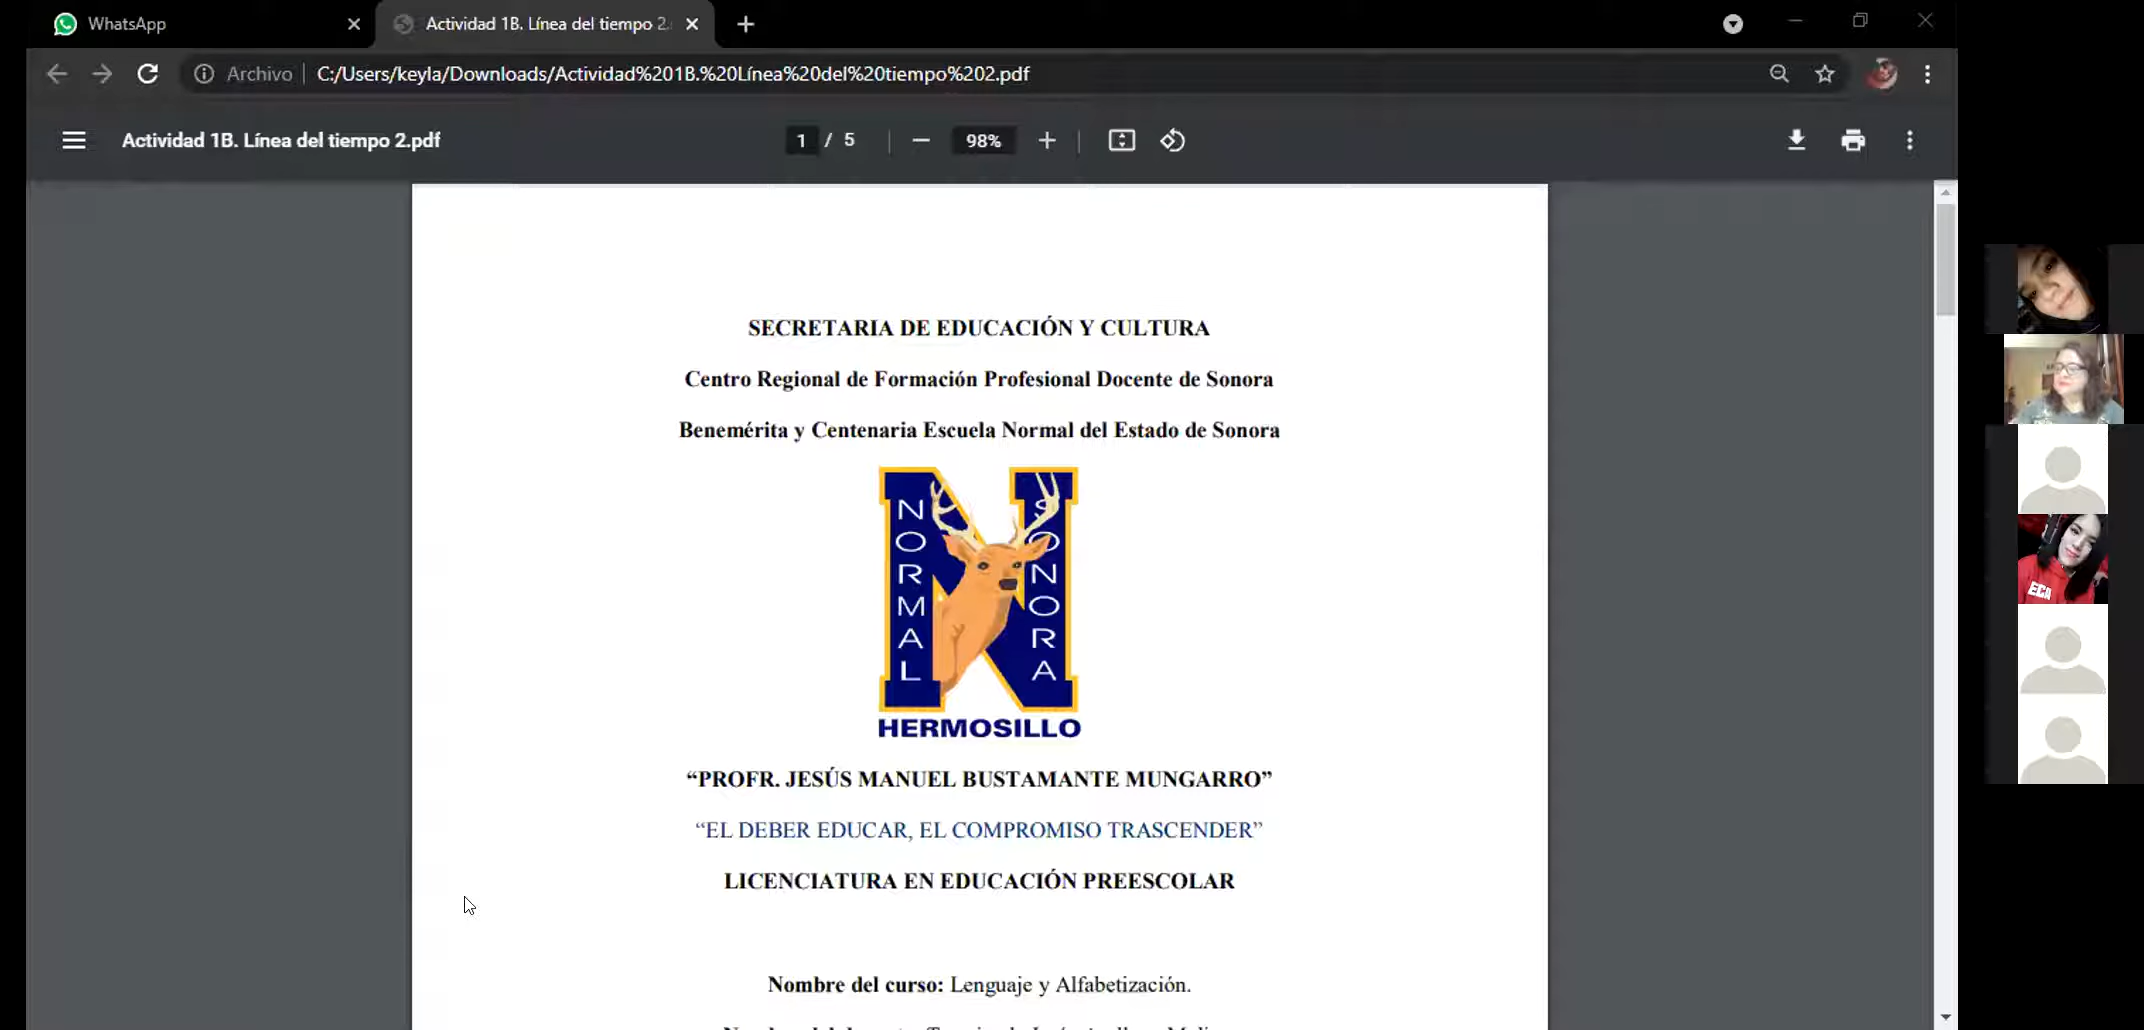 WhatsApp
Actividad 1B. Línea del tiempo 2.
Archivo
C:/Users/keyla/Downloads/Actividad%201B.%20Línea%20del%20tiempo%202.pdf
Actividad 1B. Línea del tiempo 2.pdf
1 / 5
98%
SECRETARIA DE EDUCACIÓN Y CULTURA
Centro Regional de Formación Profesional Docente de Sonora
Benemérita y Centenaria Escuela Normal del Estado de Sonora
NORMAL
SONORA
HERMOSILLO
“PROFR. JESÚS MANUEL BUSTAMANTE MUNGARRO”
“EL DEBER EDUCAR, EL COMPROMISO TRASCENDER”
LICENCIATURA EN EDUCACIÓN PREESCOLAR
Nombre del curso: Lenguaje y Alfabetización.